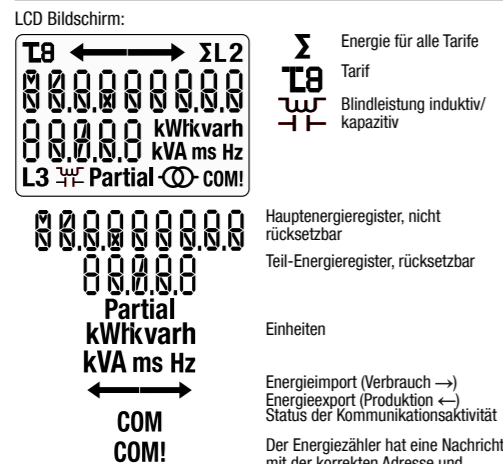 LCD Bildschirm:
T.8 ΣL2
kWhkvarh
kVA ms Hz
L3 Partial COM!
Σ Energie für alle Tarife
T.8 Tarif
Blindleistung induktiv/
kapazitiv
Hauptenergieregister, nicht
rücksetzbar
Teil-Energieregister, rücksetzbar
Partial
kWhkvarh
kVA ms Hz
Einheiten
Energieimport (Verbrauch →)
Energieexport (Produktion ←)
COM
Status der Kommunikationsaktivität
COM!
Der Energiezähler hat eine Nachricht
mit der korrekten Adresse und